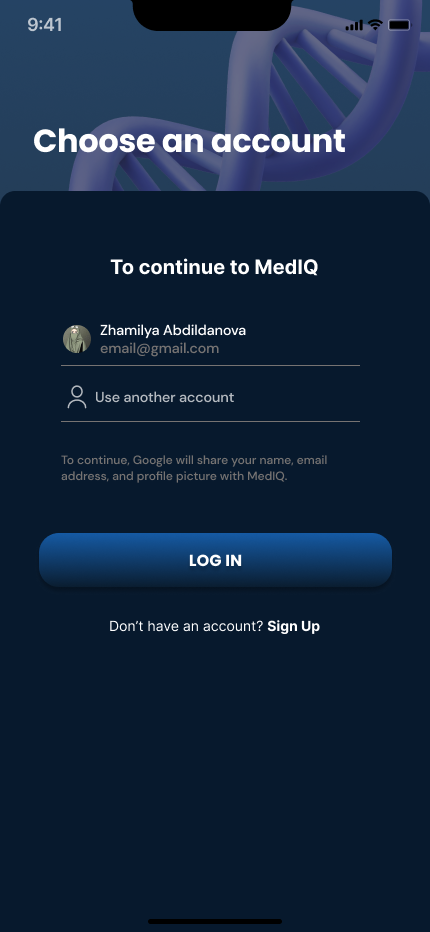 9:41
Choose an account
To continue to MedIQ
Zhamilya Abdildanova
email@gmail.com
Use another account
To continue, Google will share your name, email
address, and profile picture with MedIQ.
LOG IN
Don't have an account? Sign Up